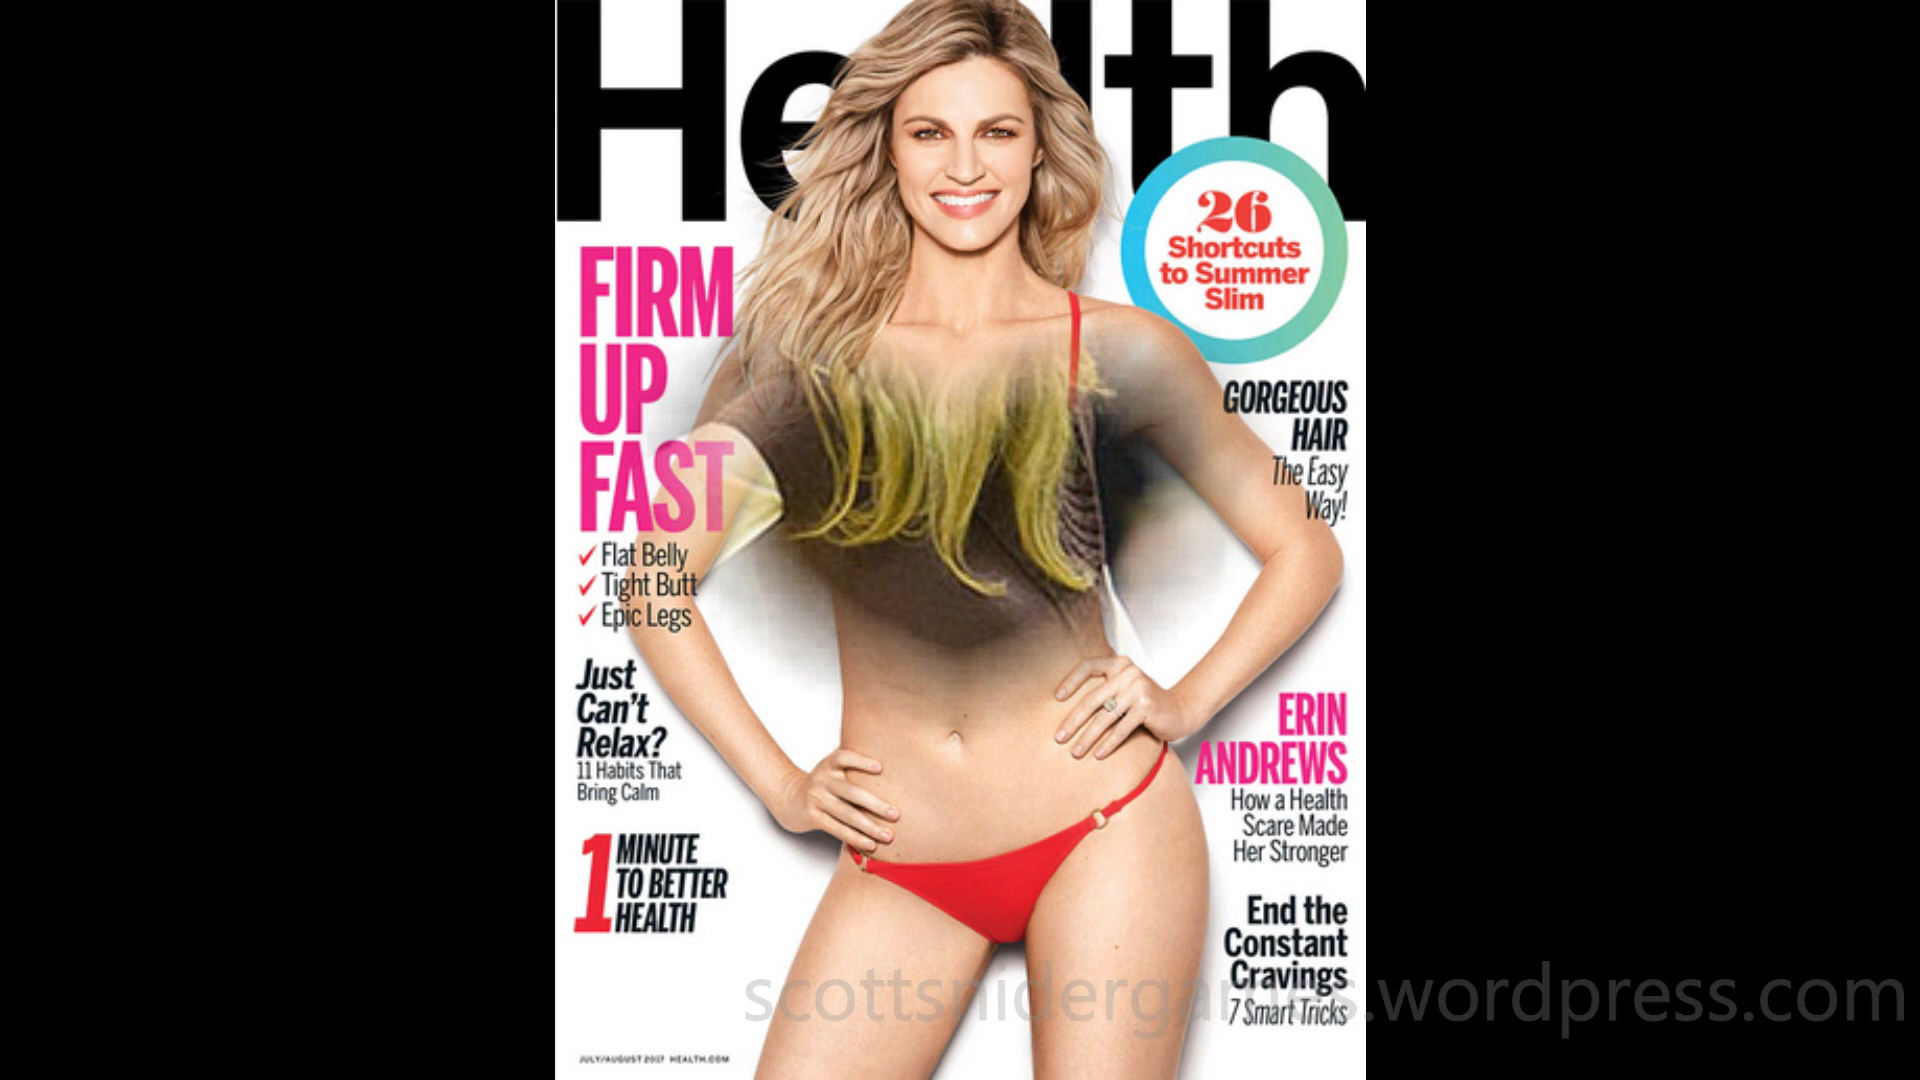 Health
26
Shortcuts
to Summer
Slim
FIRM
UP
FAST
✓ Flat Belly
✓ Tight Butt
✓ Epic Legs
Just
Can't
Relax?
11 Habits That
Bring Calm
1 MINUTE
TO BETTER
HEALTH
GORGEOUS
HAIR
The Easy
Way!
ERIN
ANDREWS
How a Health
Scare Made
Her Stronger
End the
Constant
Cravings
7 Smart Tricks
JULY/AUGUST 2017 HEALTH.COM
scottsnidergames.wordpress.com